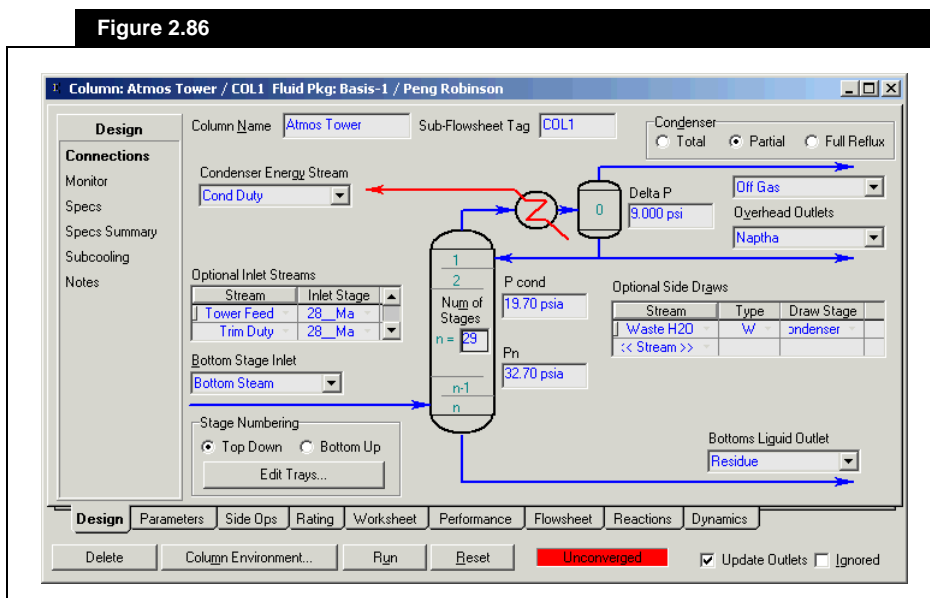 Figure 2.86
Column: Atmos Tower / COL1 Fluid Pkg: Basis-1 / Peng Robinson
Design
Connections
Monitor
Specs
Specs Summary
Subcooling
Notes
Column Name Atmos Tower Sub-Flowsheet Tag COL1
Condenser
Total Partial Full Reflux
Condenser Energy Stream
Cond Duty
0
Delta P
9.000 psi
Off Gas
Overhead Outlets
Naptha
Optional Inlet Streams
Stream Inlet Stage
Tower Feed 28__Ma
Trim Duty 28__Ma
Bottom Stage Inlet
Bottom Steam
1
2
Num of
Stages
n = 29
n-1
n
P cond
19.70 psia
Pn
32.70 psia
Optional Side Draws
Stream Type Draw Stage
Waste H2O W ondenser
<< Stream >>
Stage Numbering
Top Down Bottom Up
Edit Trays...
Bottoms Liquid Outlet
Residue
Design Parameters Side Ops Rating Worksheet Performance Flowsheet Reactions Dynamics
Delete Column Environment... Run Reset Unconverged Update Outlets Ignored